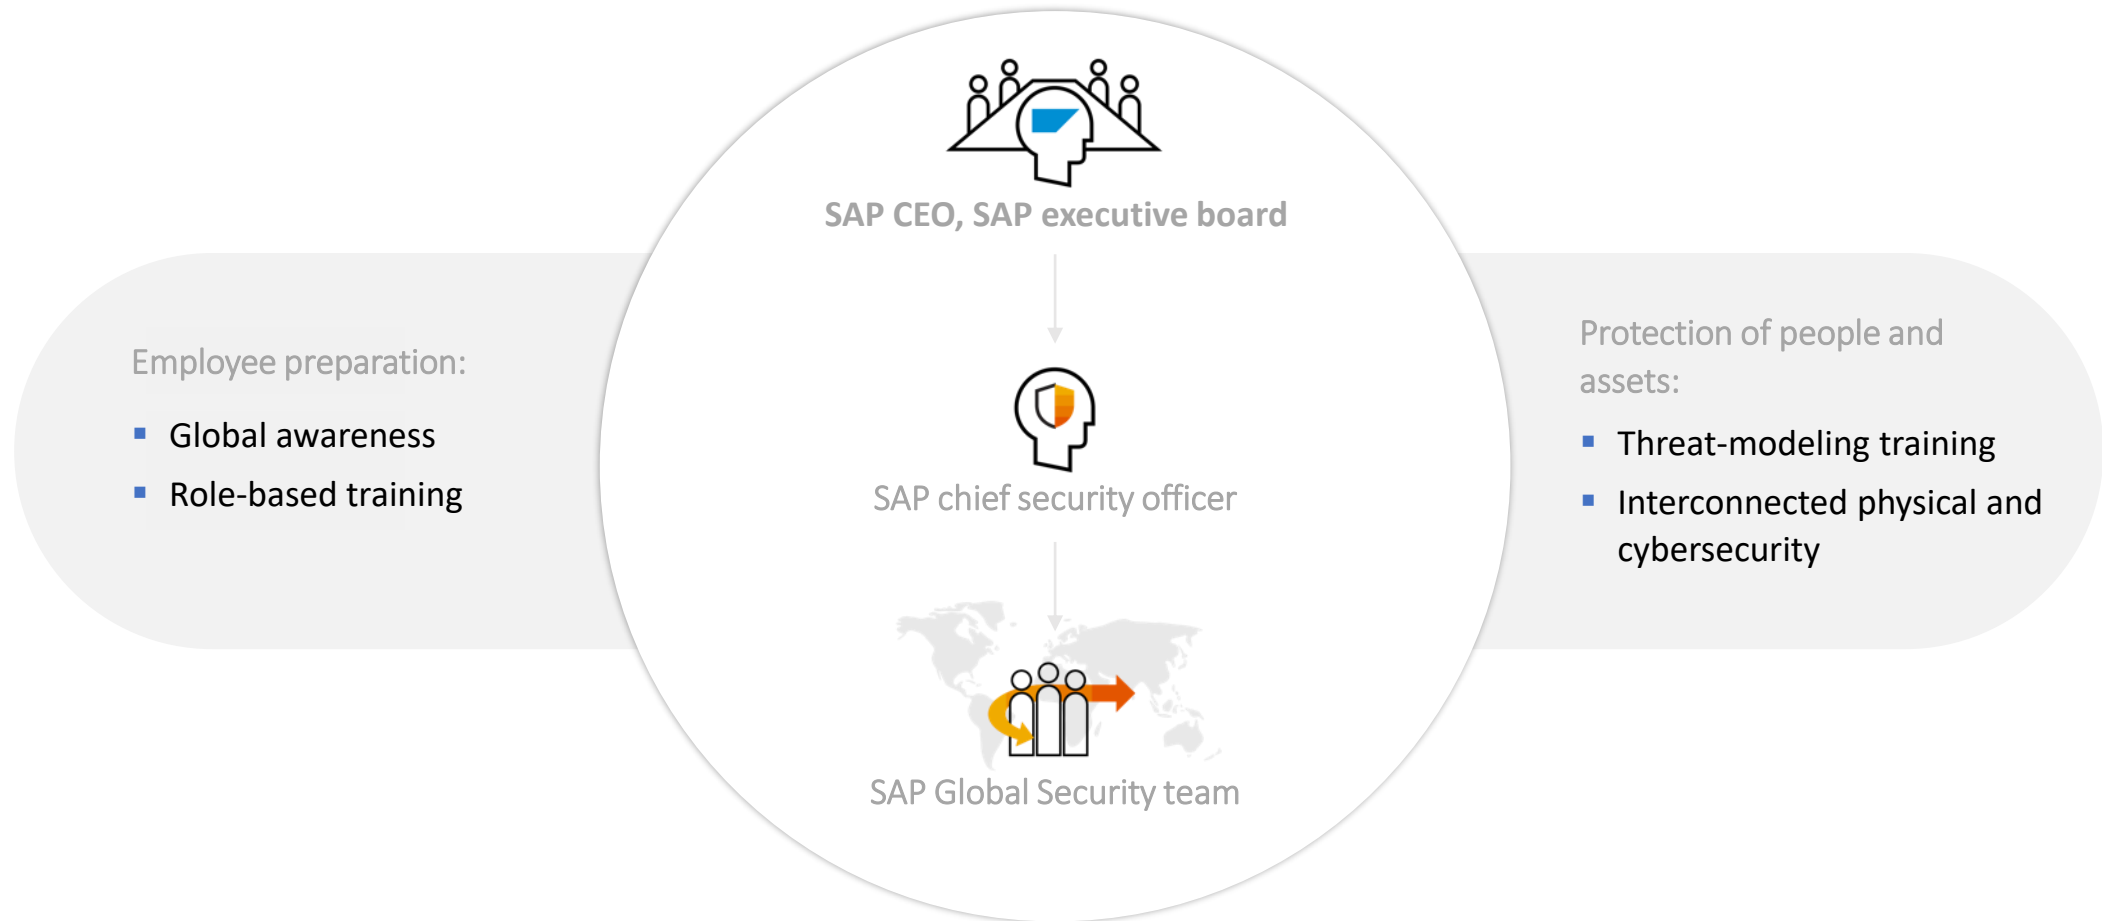 SAP CEO, SAP executive board
Employee preparation:
Global awareness
Role-based training
SAP chief security officer
SAP Global Security team
Protection of people and
assets:
Threat-modeling training
Interconnected physical and
cybersecurity